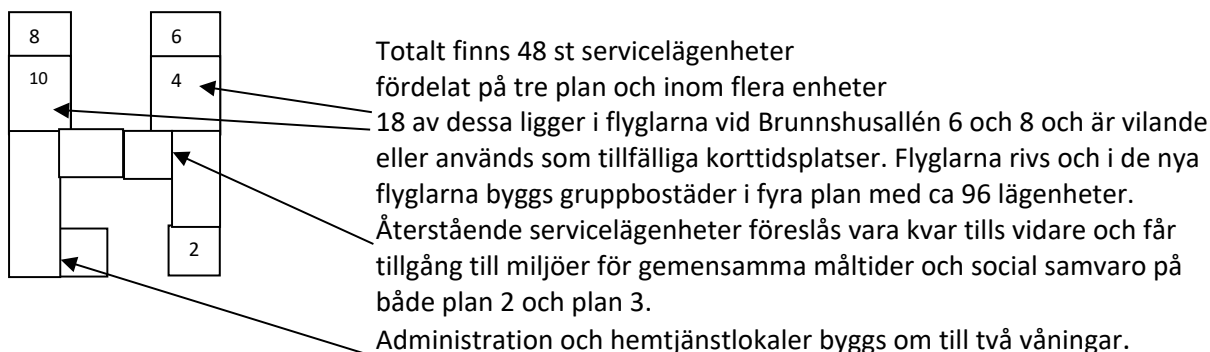 8
6
10
4
2
Totalt finns 48 st servicelägenheter
fördelat på tre plan och inom flera enheter
18 av dessa ligger i flyglarna vid Brunnshusallén 6 och 8 och är vilande
eller används som tillfälliga korttidsplatser. Flyglarna rivs och i de nya
flyglarna byggs gruppbostäder i fyra plan med ca 96 lägenheter.
Återstående servicelägenheter föreslås vara kvar tills vidare och får
tillgång till miljöer för gemensamma måltider och social samvaro på
både plan 2 och plan 3.
Administration och hemtjänstlokaler byggs om till två våningar.